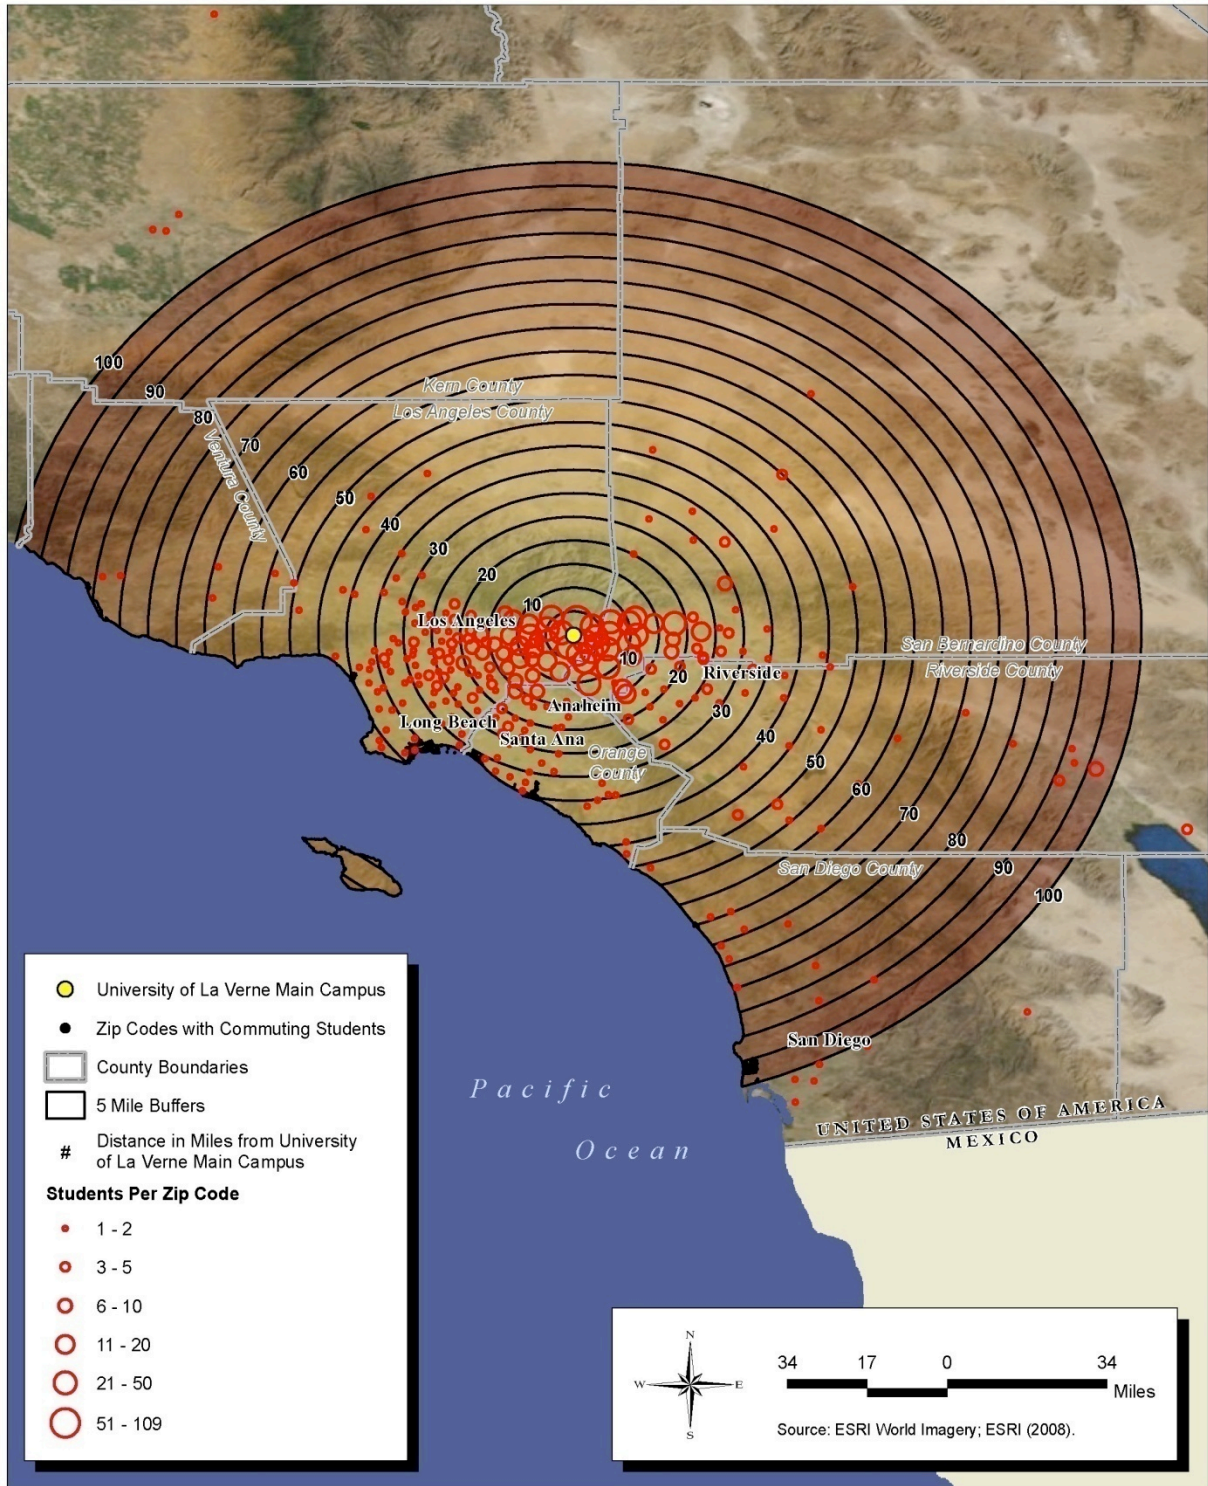 100
90
80
70
60
50
40
30
20
10
Kern County
Los Angeles County
Ventura County
Los Angeles
San Bernardino County
Riverside County
Riverside
10
20
30
40
50
60
70
80
90
100
Anaheim
Long Beach
Santa Ana
Orange
County
San Diego County
San Diego
Pacific
Ocean
UNITED STATES OF AMERICA
MEXICO
University of La Verne Main Campus
Zip Codes with Commuting Students
County Boundaries
5 Mile Buffers
# Distance in Miles from University
of La Verne Main Campus
Students Per Zip Code
1 - 2
3 - 5
6 - 10
11 - 20
21 - 50
51 - 109
N
W E
S
34 17 0 34
Miles
Source: ESRI World Imagery; ESRI (2008).